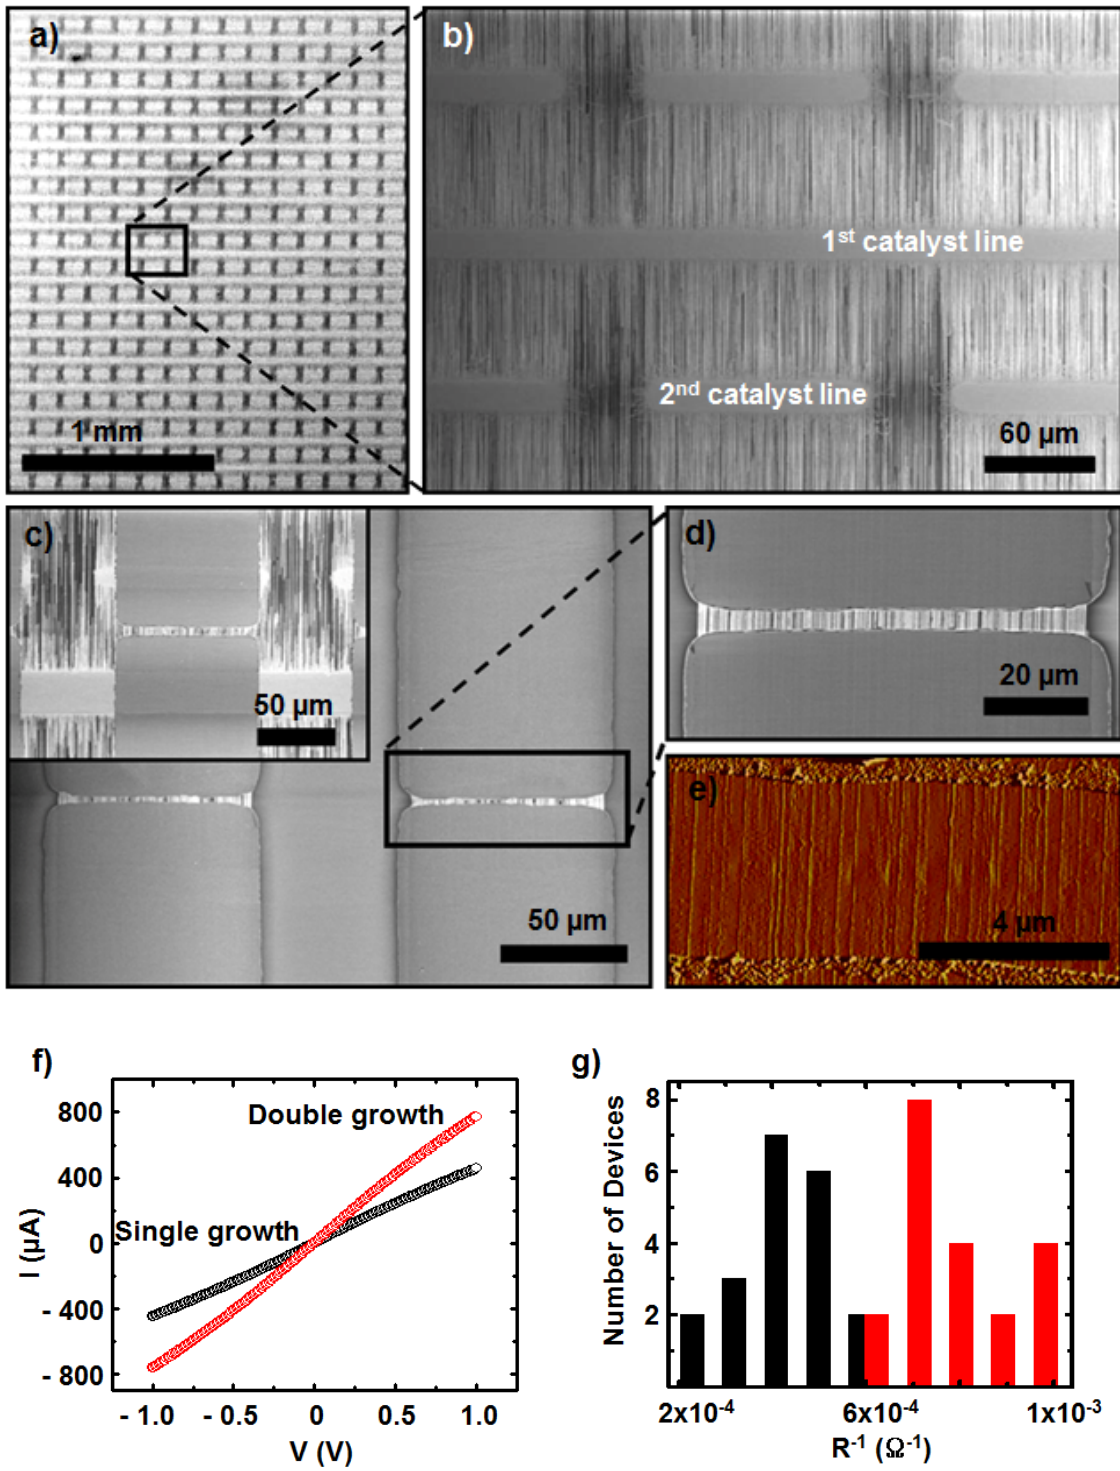 a)
1 mm
b)
1st catalyst line
2nd catalyst line
60 µm
c)
50 µm
50 µm
d)
20 µm
e)
4 µm
f)
Double growth
Single growth
800
400
0
- 400
- 800
I (µA)
- 1.0 - 0.5 0 0.5 1.0
V (V)
g)
8
6
4
2
Number of Devices
2x10⁻⁴ 6x10⁻⁴ 1x10⁻³
R⁻¹ (Ω⁻¹)